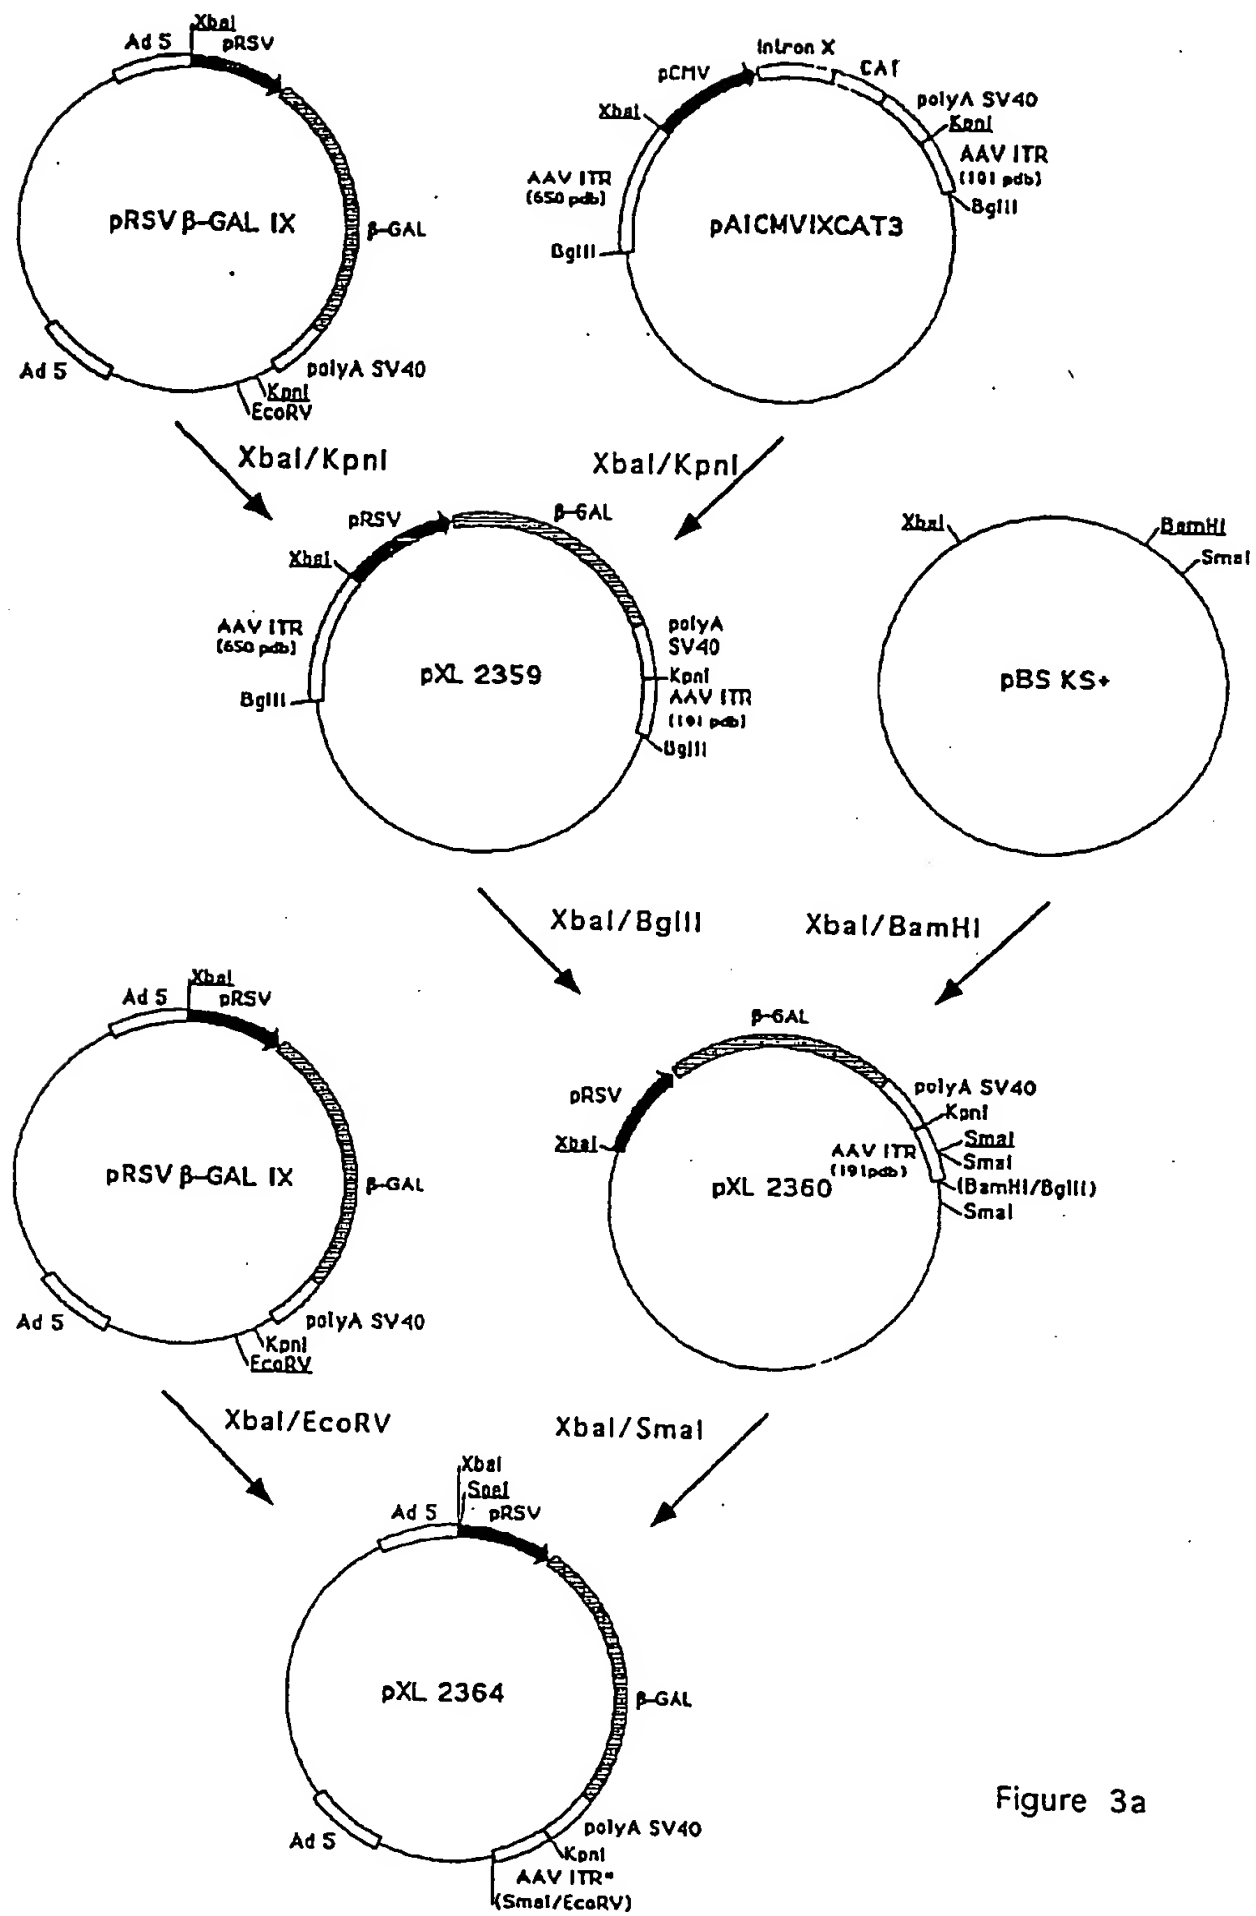 XbaI
Ad 5
pRSV
pRSV β-GAL IX
β-GAL
Ad 5
polyA SV40
KpnI
EcoRV
Intron X
pCMV
CAT
polyA SV40
XbaI
KpnI
AAV ITR
AAV ITR
(650 pdb)
pAICMVIXCAT3
BglII
BglII
XbaI/KpnI
XbaI/KpnI
pRSV
β-GAL
XbaI
AAV ITR
(650 pdb)
polyA
SV40
pXL 2359
KpnI
AAV ITR
BglII
BglII
XbaI
BamHI
SmaI
pBS KS+
XbaI/BglII
XbaI/BamHI
XbaI
Ad 5
pRSV
pRSV β-GAL IX
β-GAL
Ad 5
polyA SV40
KpnI
EcoRV
β-GAL
pRSV
polyA SV40
KpnI
XbaI
SmaI
AAV ITR
SmaI
(191pdb)
pXL 2360
(BamHI/BglII)
SmaI
XbaI/EcoRV
XbaI/SmaI
XbaI
SpeI
Ad 5
pRSV
pXL 2364
β-GAL
Ad 5
polyA SV40
KpnI
AAV ITR*
(SmaI/EcoRV)
Figure 3a